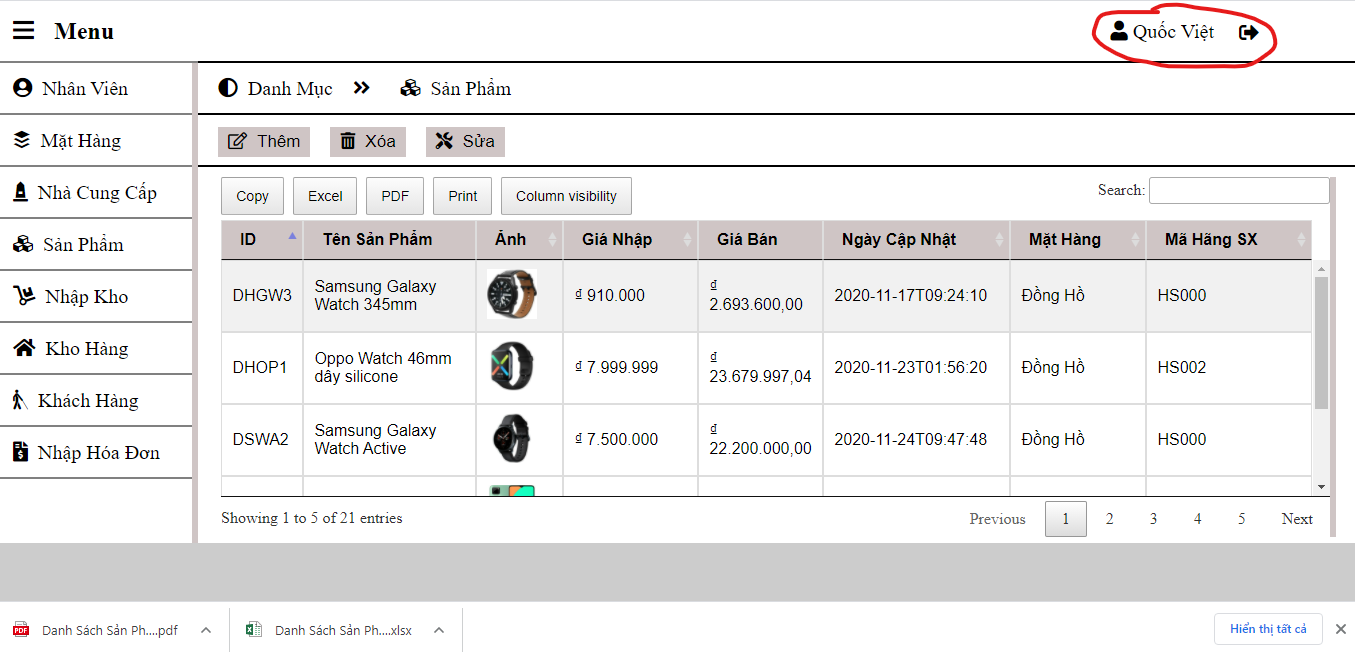 Menu
Quốc Việt
Nhân Viên
Mặt Hàng
Nhà Cung Cấp
Sản Phẩm
Nhập Kho
Kho Hàng
Khách Hàng
Nhập Hóa Đơn
Danh Mục Sản Phẩm
Thêm Xóa Sửa
Copy Excel PDF Print Column visibility
Search:
ID Tên Sản Phẩm Ảnh Giá Nhập Giá Bán Ngày Cập Nhật Mặt Hàng Mã Hãng SX
DHGW3 Samsung Galaxy Watch 345mm ₫ 910.000 ₫ 2.693.600,00 2020-11-17T09:24:10 Đồng Hồ HS000
DHOP1 Oppo Watch 46mm dây silicone ₫ 7.999.999 ₫ 23.679.997,04 2020-11-23T01:56:20 Đồng Hồ HS002
DSWA2 Samsung Galaxy Watch Active ₫ 7.500.000 ₫ 22.200.000,00 2020-11-24T09:47:48 Đồng Hồ HS000
Showing 1 to 5 of 21 entries
Previous 1 2 3 4 5 Next
PDF Danh Sách Sản Ph....pdf
Danh Sách Sản Ph....xlsx
Hiển thị tất cả